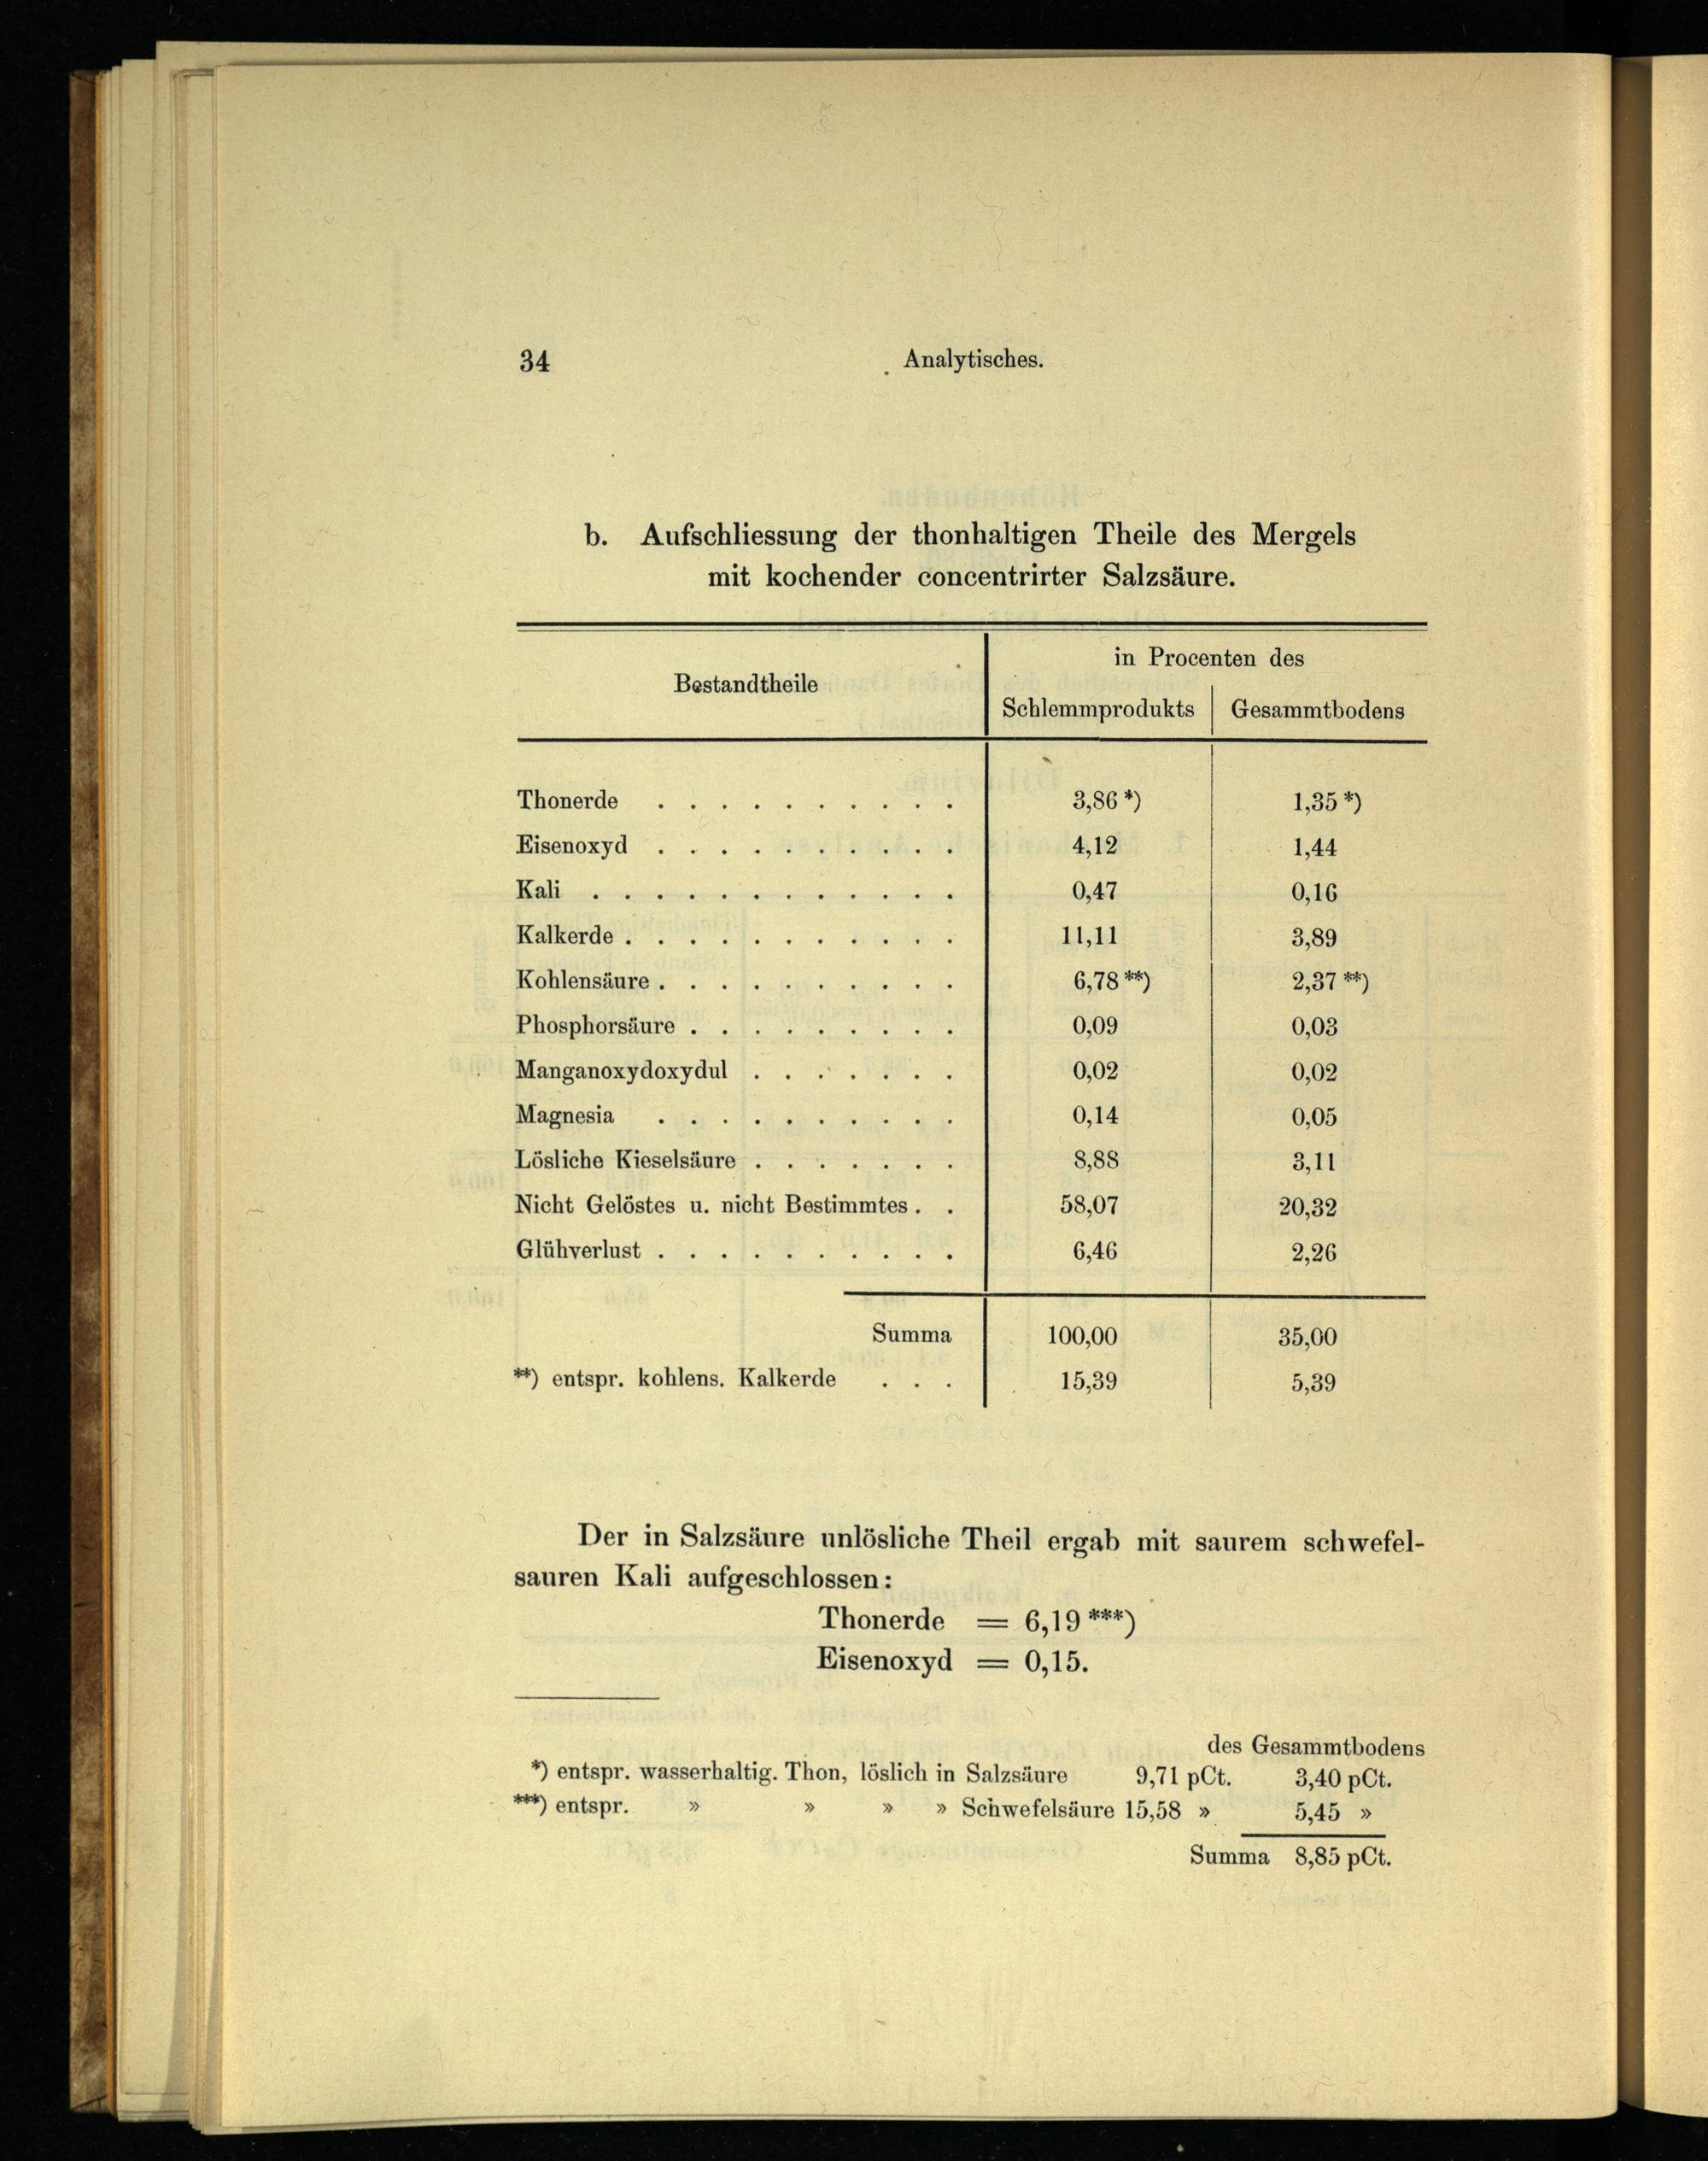 34
Analytisches.
b. Aufschliessung der thonhaltigen Theile des Mergels
mit kochender concentrirter Salzsäure.
Bestandtheile
in Procenten des
Schlemmprodukts Gesammtbodens
Thonerde . . . . . . . . . . 3,86 *) 1,35 *)
Eisenoxyd . . . . . . . . . . 4,12 1,44
Kali . . . . . . . . . . . . 0,47 0,16
Kalkerde . . . . . . . . . . . 11,11 3,89
Kohlensäure . . . . . . . . . . 6,78 **) 2,37 **)
Phosphorsäure . . . . . . . . . 0,09 0,03
Manganoxydoxydul . . . . . . . 0,02 0,02
Magnesia . . . . . . . . . . 0,14 0,05
Lösliche Kieselsäure . . . . . . . 8,88 3,11
Nicht Gelöstes u. nicht Bestimmtes . . 58,07 20,32
Glühverlust . . . . . . . . . . 6,46 2,26
Summa 100,00 35,00
**) entspr. kohlens. Kalkerde . . . 15,39 5,39
Der in Salzsäure unlösliche Theil ergab mit saurem schwefel-
sauren Kali aufgeschlossen:
Thonerde = 6,19 ***)
Eisenoxyd = 0,15.
des Gesammtbodens
*) entspr. wasserhaltig. Thon, löslich in Salzsäure 9,71 pCt. 3,40 pCt.
***) entspr. » » » » Schwefelsäure 15,58 » 5,45 »
Summa 8,85 pCt.